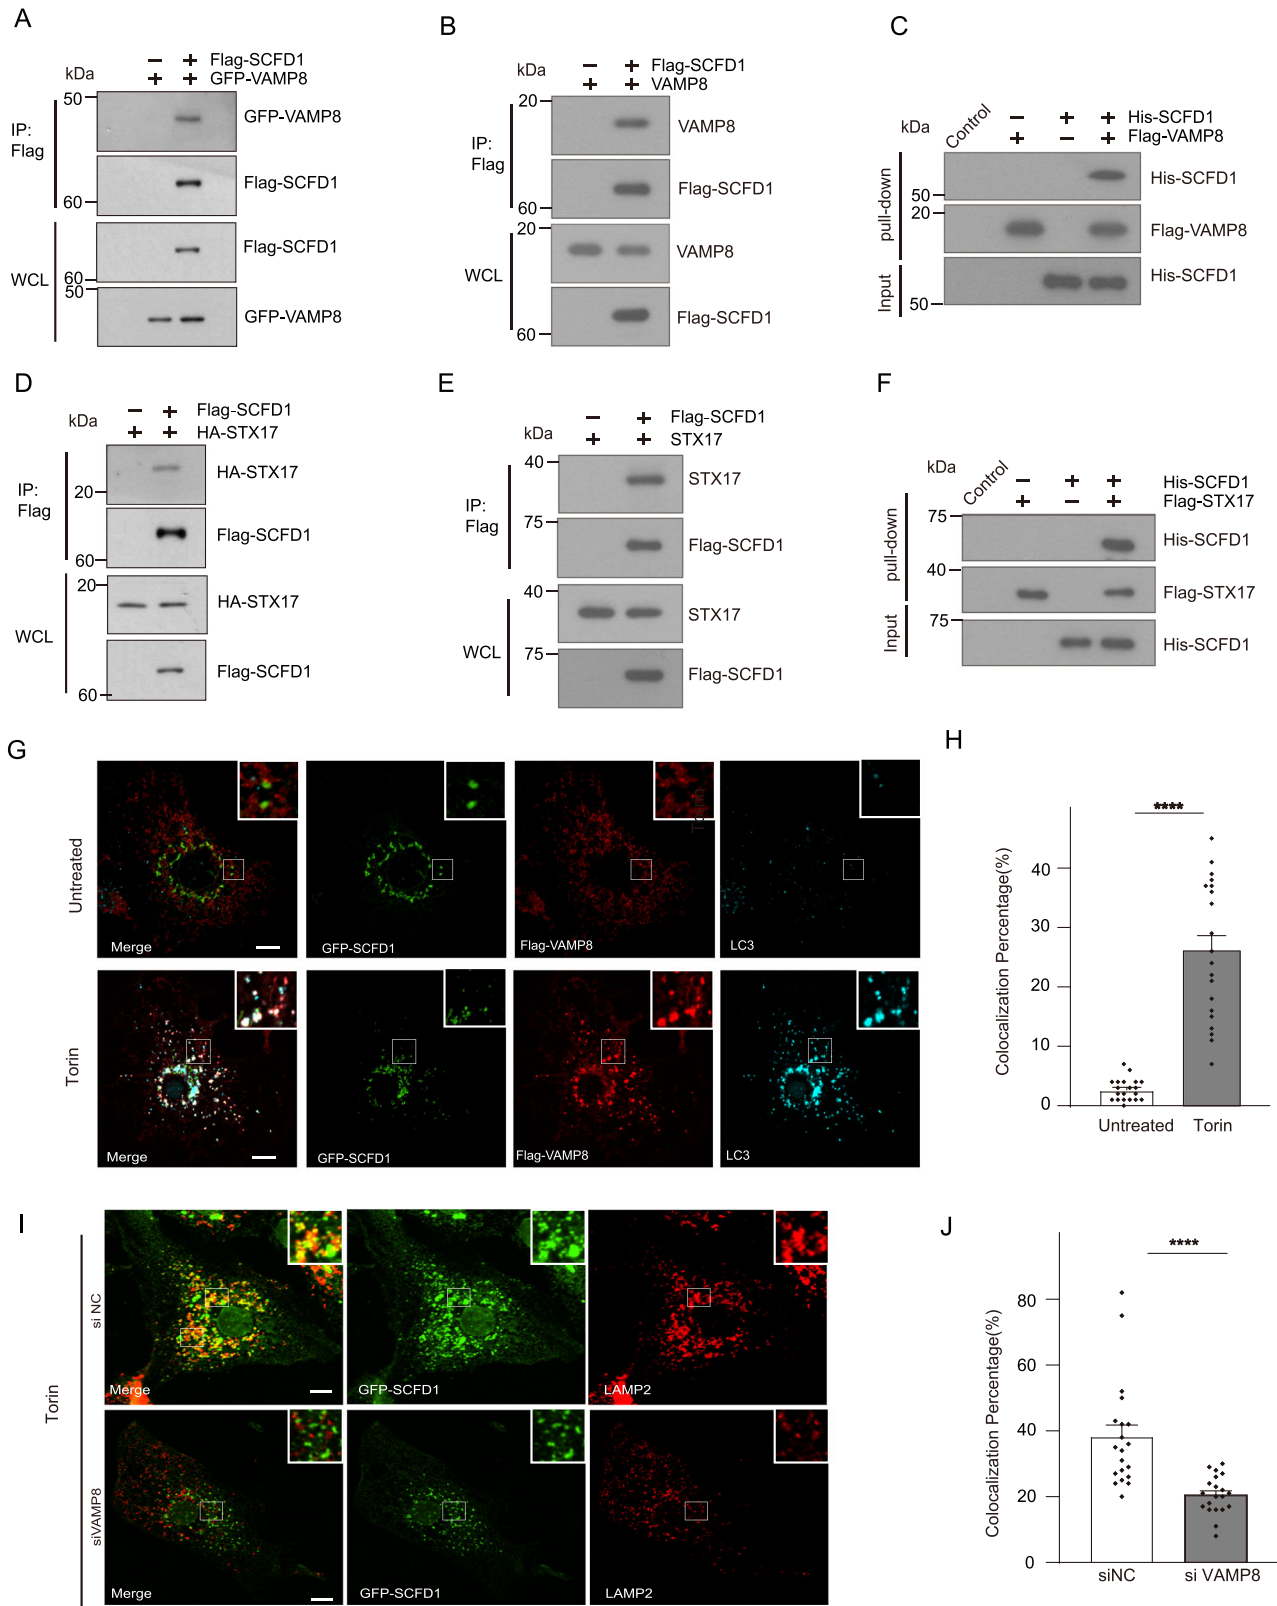 A
− + Flag-SCFD1
kDa
+ + GFP-VAMP8
50
IP:
Flag
GFP-VAMP8
Flag-SCFD1
60
WCL
Flag-SCFD1
60
50
GFP-VAMP8
B
− + Flag-SCFD1
kDa
+ + VAMP8
20
IP:
Flag
VAMP8
Flag-SCFD1
60
20
WCL
VAMP8
Flag-SCFD1
60
C
kDa
Control
− + + His-SCFD1
+ − + Flag-VAMP8
pull-down
His-SCFD1
50
20
Flag-VAMP8
Input
His-SCFD1
50
D
− + Flag-SCFD1
kDa
+ + HA-STX17
IP:
Flag
HA-STX17
20
Flag-SCFD1
60
20
WCL
HA-STX17
Flag-SCFD1
60
E
− + Flag-SCFD1
kDa
+ + STX17
40
IP:
Flag
STX17
75
Flag-SCFD1
40
WCL
STX17
75
Flag-SCFD1
F
kDa
Control
− + + His-SCFD1
+ − + Flag-STX17
75
pull-down
His-SCFD1
40
Flag-STX17
75
Input
His-SCFD1
G
Untreated
Merge
GFP-SCFD1
Flag-VAMP8
Torin
LC3
Torin
Merge
GFP-SCFD1
Flag-VAMP8
LC3
H
****
Colocalization Percentage(%)
40
30
20
10
0
Untreated Torin
I
Torin
si NC
Merge
GFP-SCFD1
LAMP2
siVAMP8
Merge
GFP-SCFD1
LAMP2
J
****
Colocalization Percentage(%)
80
60
40
20
0
siNC si VAMP8